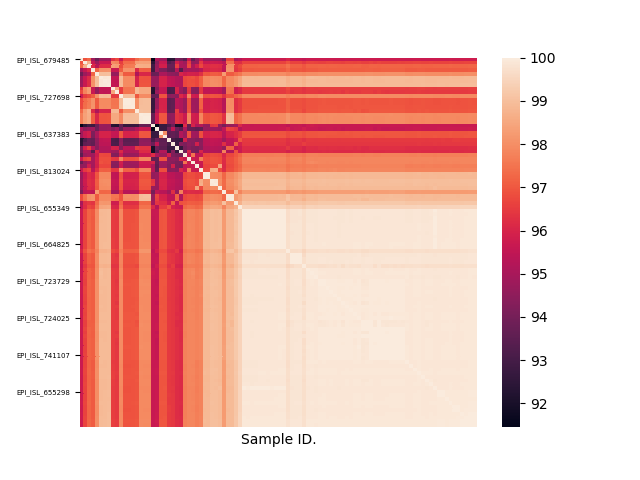 EPI_ISL_679485
EPI_ISL_727698
EPI_ISL_637383
EPI_ISL_813024
EPI_ISL_655349
EPI_ISL_664825
EPI_ISL_723729
EPI_ISL_724025
EPI_ISL_741107
EPI_ISL_655298
Sample ID.
100
99
98
97
96
95
94
93
92